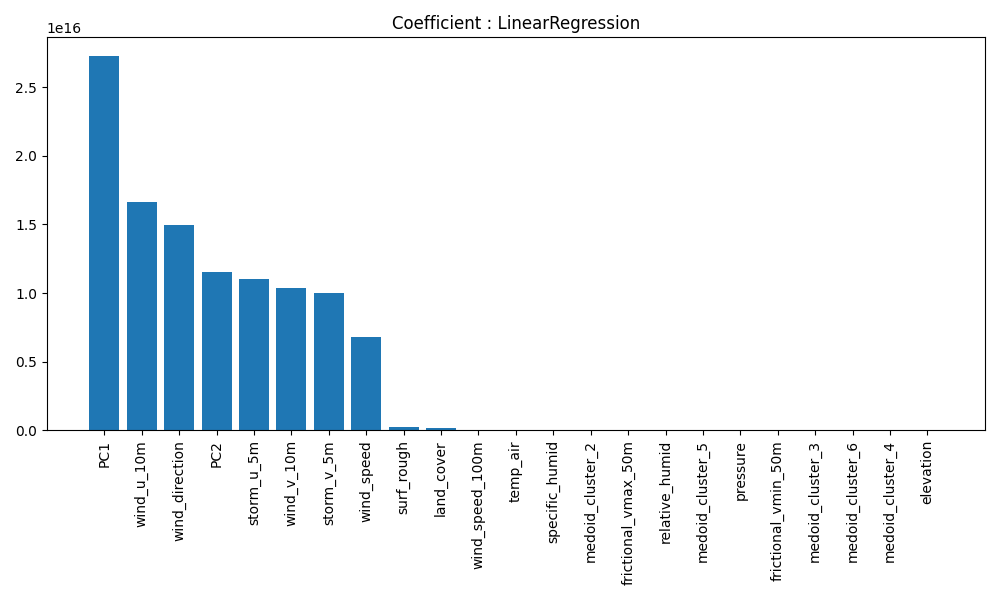 Coefficient : LinearRegression
1e16
2.5
2.0
1.5
1.0
0.5
0.0
PC1
wind_u_10m
wind_direction
PC2
storm_u_5m
wind_v_10m
storm_v_5m
wind_speed
surf_rough
land_cover
wind_speed_100m
temp_air
specific_humid
medoid_cluster_2
frictional_vmax_50m
relative_humid
medoid_cluster_5
pressure
frictional_vmin_50m
medoid_cluster_3
medoid_cluster_6
medoid_cluster_4
elevation